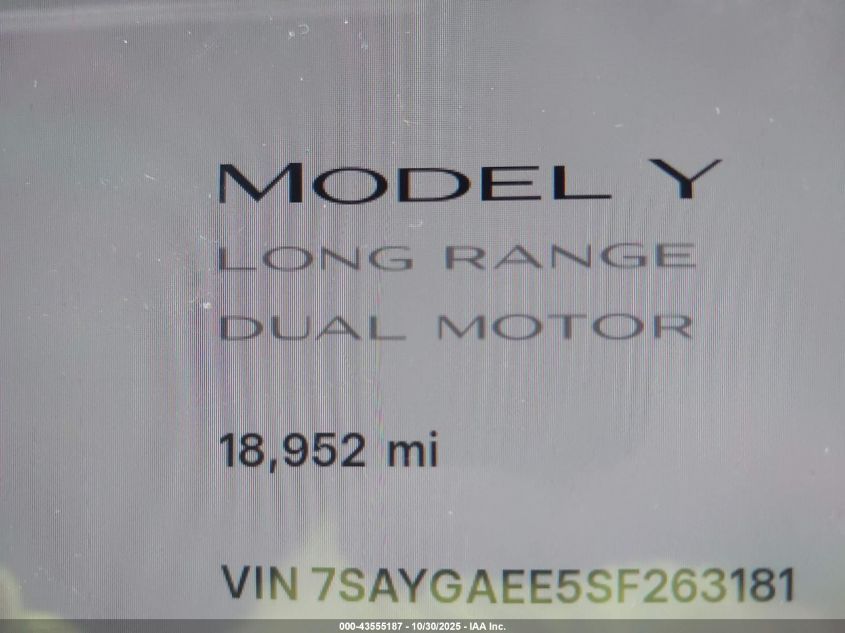 MODEL Y
LONG RANGE
DUAL MOTOR
18,952 mi
VIN 7SAYGAEE5SF263181
000-43555187 - 10/30/2025 - IAA Inc.